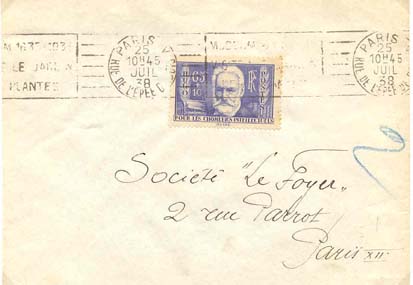 PARIS
25
10H45
JUIL
38
RUE DE L'EPEE
PLANTES
PARIS
25
10H45
JUIL
38
RUE DE L'EPEE
65c
POUR LES CHOMEURS INTELLECTUELS
Société "Le Foyer"
2 rue Parrot
Paris XII